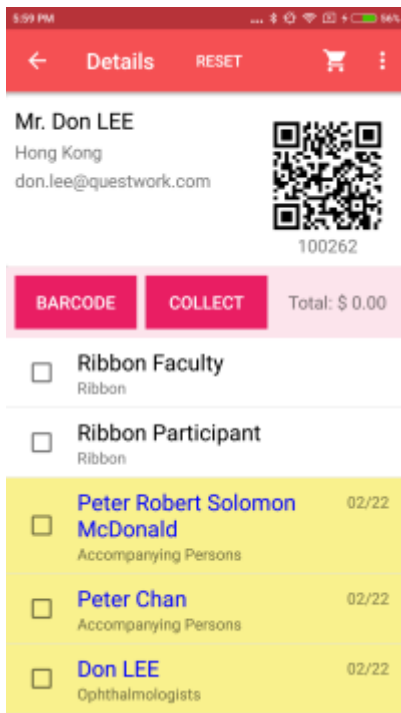 5:59 PM ... 56%
Details RESET
Mr. Don LEE
Hong Kong
don.lee@questwork.com
100262
BARCODE COLLECT Total: $ 0.00
Ribbon Faculty
Ribbon
Ribbon Participant
Ribbon
Peter Robert Solomon 02/22
McDonald
Accompanying Persons
Peter Chan 02/22
Accompanying Persons
Don LEE 02/22
Ophthalmologists